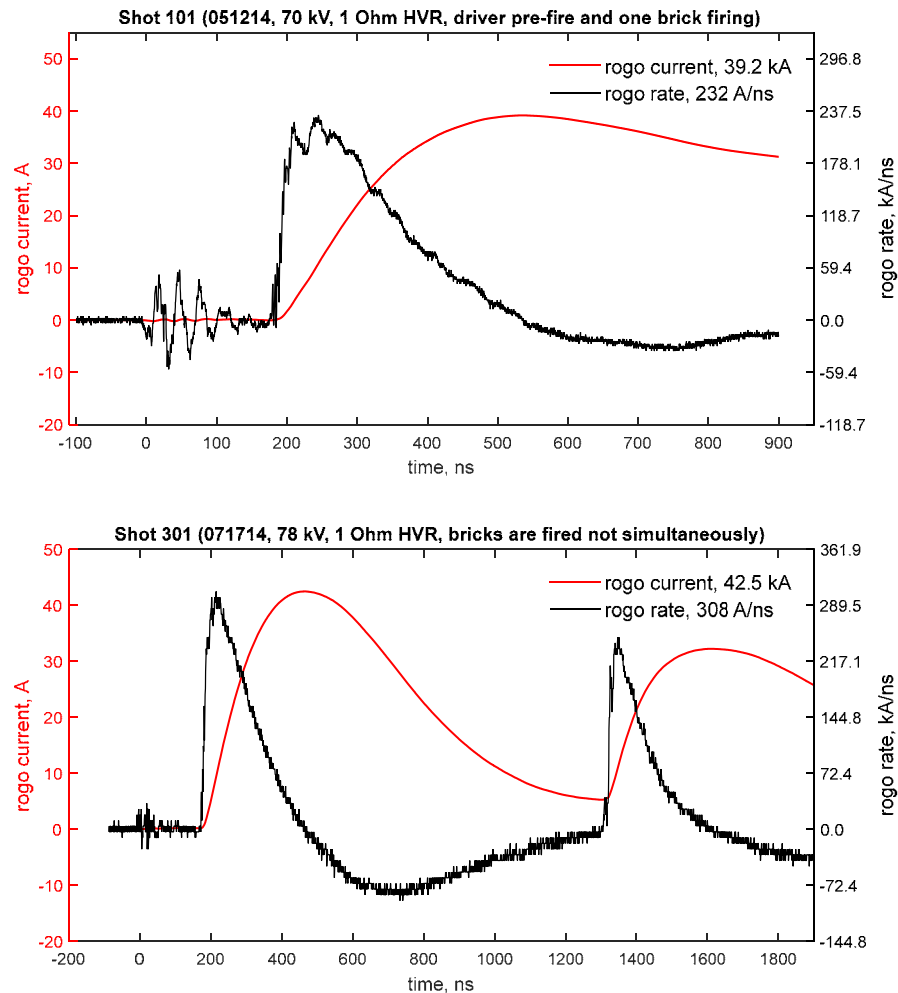 Shot 101 (051214, 70 kV, 1 Ohm HVR, driver pre-fire and one brick firing)
rogo current, 39.2 kA
rogo rate, 232 A/ns
rogo current, A
50
40
30
20
10
0
-10
-20
296.8
237.5
178.1
118.7
59.4
0.0
-59.4
-118.7
rogo rate, kA/ns
-100 0 100 200 300 400 500 600 700 800 900
time, ns
Shot 301 (071714, 78 kV, 1 Ohm HVR, bricks are fired not simultaneously)
rogo current, 42.5 kA
rogo rate, 308 A/ns
rogo current, A
50
40
30
20
10
0
-10
-20
361.9
289.5
217.1
144.8
72.4
0.0
-72.4
-144.8
rogo rate, kA/ns
-200 0 200 400 600 800 1000 1200 1400 1600 1800
time, ns